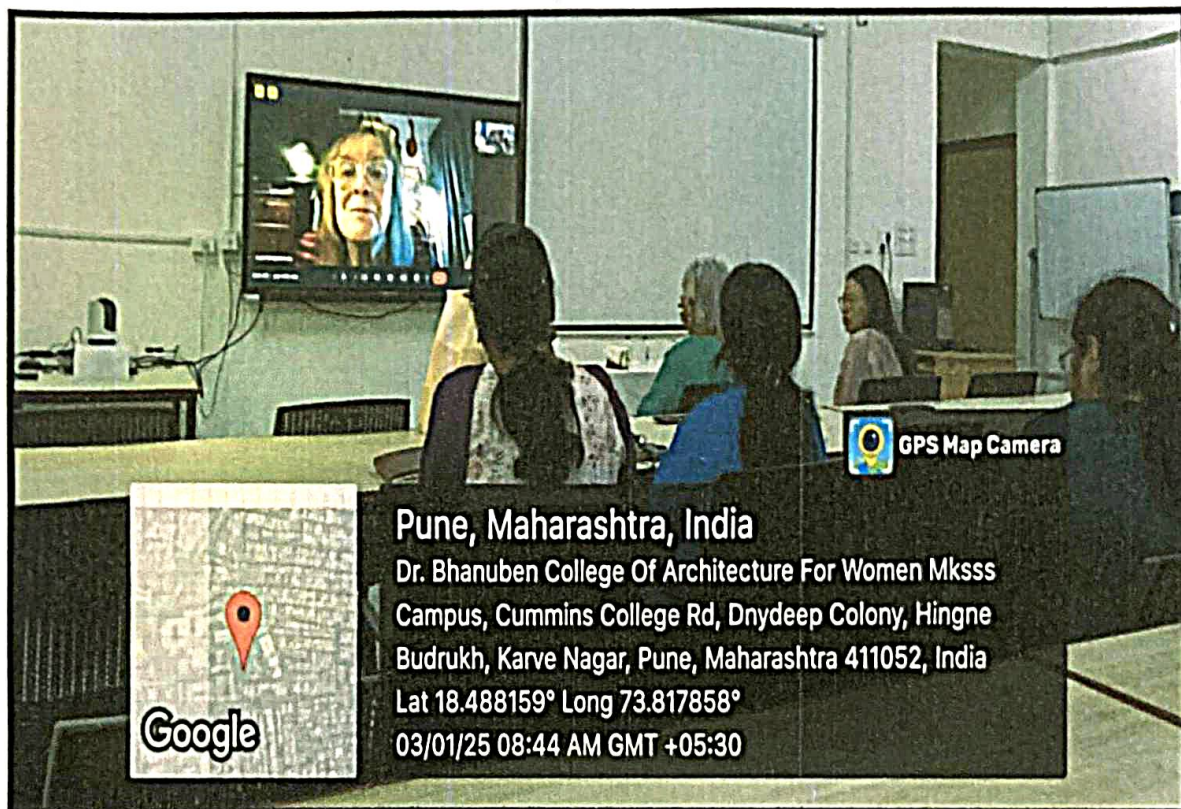 GPS Map Camera
Pune, Maharashtra, India
Dr. Bhanuben College Of Architecture For Women Mksss
Campus, Cummins College Rd, Dnydeep Colony, Hingne
Budrukh, Karve Nagar, Pune, Maharashtra 411052, India
Lat 18.488159° Long 73.817858°
03/01/25 08:44 AM GMT +05:30
Google